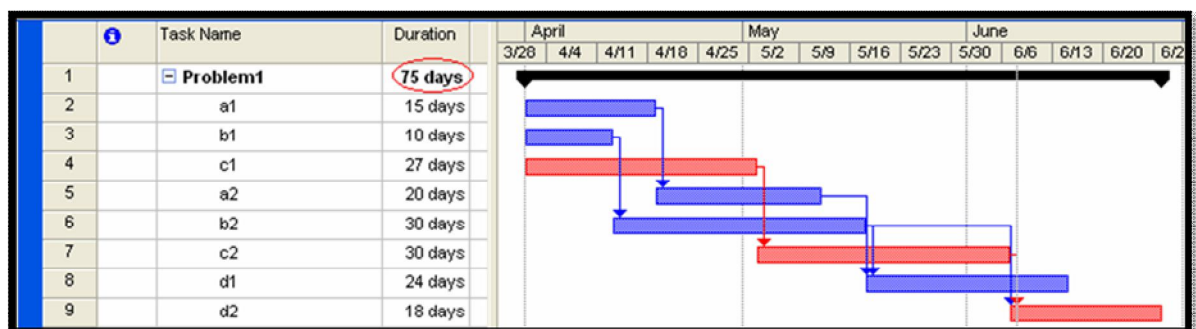 Task Name Duration April May June
3/28 4/4 4/11 4/18 4/25 5/2 5/9 5/16 5/23 5/30 6/6 6/13 6/20 6/2
1 Problem1 75 days
2 a1 15 days
3 b1 10 days
4 c1 27 days
5 a2 20 days
6 b2 30 days
7 c2 30 days
8 d1 24 days
9 d2 18 days